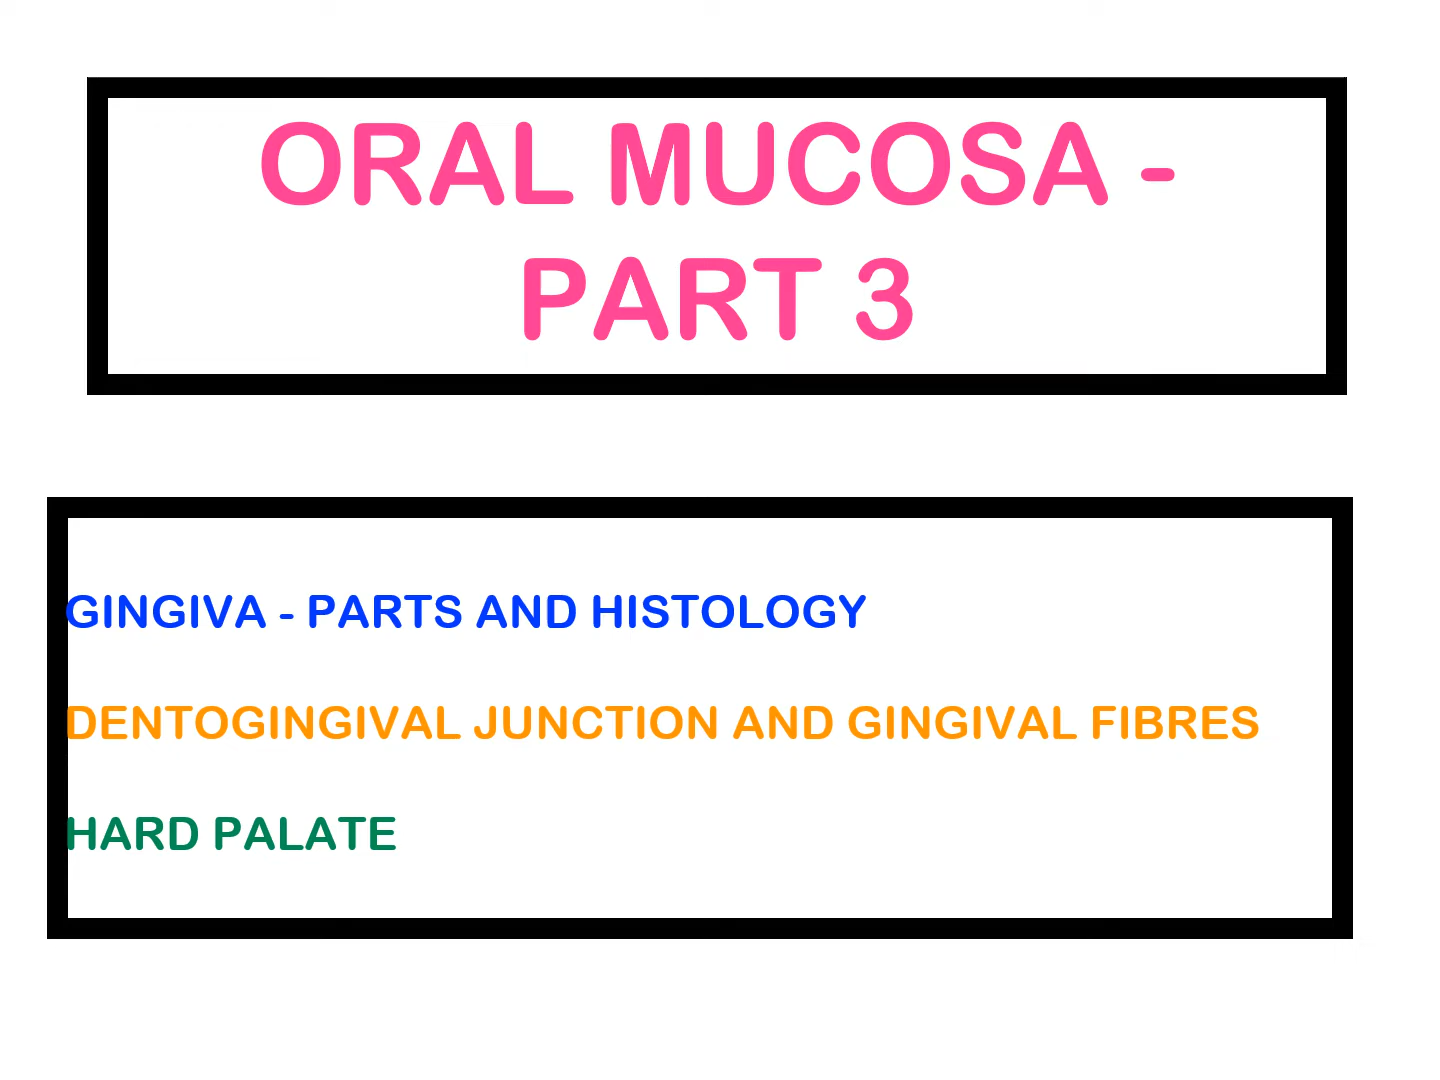 ORAL MUCOSA -
PART 3
GINGIVA - PARTS AND HISTOLOGY
DENTOGINGIVAL JUNCTION AND GINGIVAL FIBRES
HARD PALATE